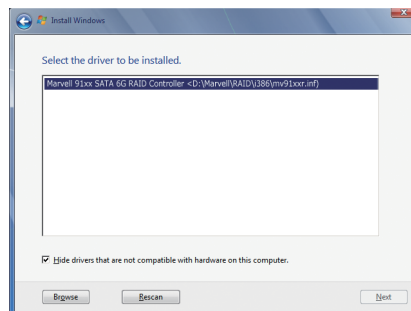 Install Windows
Select the driver to be installed.
Marvell 91xx SATA 6G RAID Controller <D:\Marvell\RAID\i386\mv91xxr.inf)
Hide drivers that are not compatible with hardware on this computer.
Browse
Rescan
Next